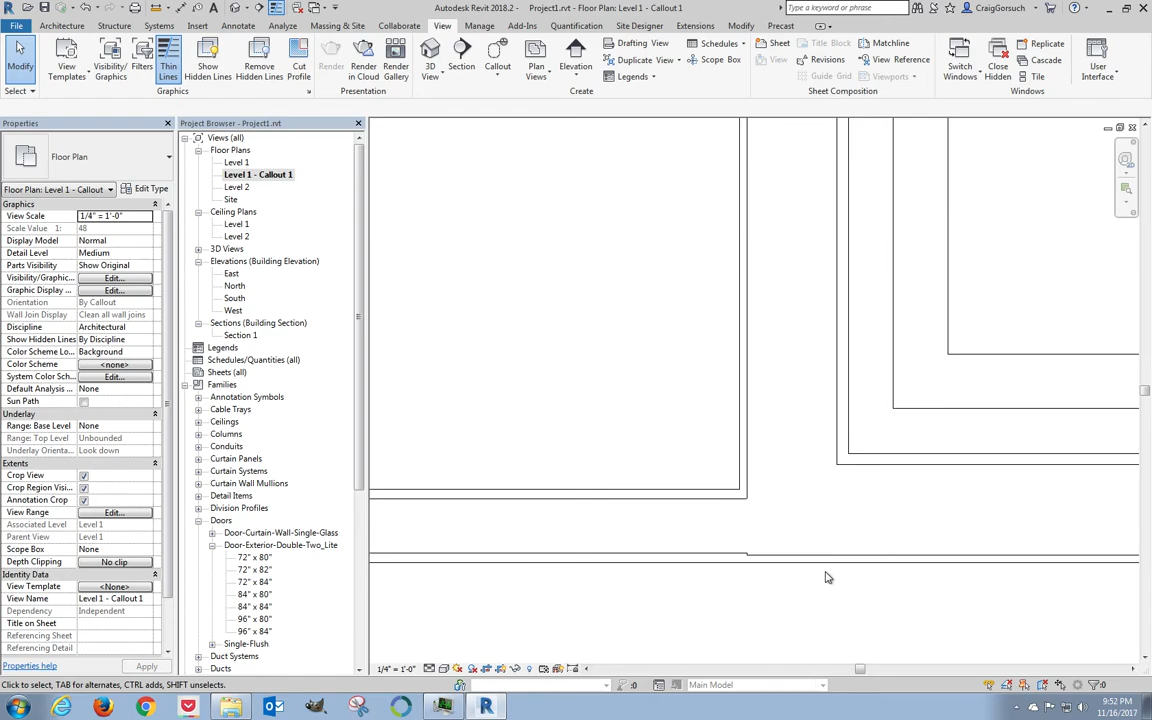 Autodesk Revit 2018.2 - Project1.rvt - Floor Plan: Level 1 - Callout 1
Type a keyword or phrase
CraigGorsuch
File
Architecture
Structure
Systems
Insert
Annotate
Analyze
Massing & Site
Collaborate
View
Manage
Add-Ins
Quantification
Site Designer
Extensions
Modify
Precast
Modify
View Templates
Visibility/ Graphics
Filters
Thin Lines
Show Hidden Lines
Remove Hidden Lines
Cut Profile
Render
Render in Cloud
Render Gallery
3D View
Section
Callout
Plan Views
Elevation
Drafting View
Duplicate View
Legends
Schedules
Scope Box
Sheet
View
Title Block
Revisions
Guide Grid
Matchline
View Reference
Viewports
Switch Windows
Close Hidden
Replicate
Cascade
Tile
User Interface
Select
Graphics
Presentation
Create
Sheet Composition
Windows
Properties
Floor Plan
Floor Plan: Level 1 - Callout
Edit Type
Graphics
View Scale 1/4" = 1'-0"
Scale Value 1: 48
Display Model Normal
Detail Level Medium
Parts Visibility Show Original
Visibility/Graphic... Edit...
Graphic Display ... Edit...
Orientation By Callout
Wall Join Display Clean all wall joins
Discipline Architectural
Show Hidden Lines By Discipline
Color Scheme Lo... Background
Color Scheme <none>
System Color Sch... Edit...
Default Analysis ... None
Sun Path
Underlay
Range: Base Level None
Range: Top Level Unbounded
Underlay Orienta... Look down
Extents
Crop View
Crop Region Visi...
Annotation Crop
View Range Edit...
Associated Level Level 1
Parent View Level 1
Scope Box None
Depth Clipping No clip
Identity Data
View Template <None>
View Name Level 1 - Callout 1
Dependency Independent
Title on Sheet
Referencing Sheet
Referencing Detail
Properties help
Apply
Project Browser - Project1.rvt
Views (all)
Floor Plans
Level 1
Level 1 - Callout 1
Level 2
Site
Ceiling Plans
Level 1
Level 2
3D Views
Elevations (Building Elevation)
East
North
South
West
Sections (Building Section)
Section 1
Legends
Schedules/Quantities (all)
Sheets (all)
Families
Annotation Symbols
Cable Trays
Ceilings
Columns
Conduits
Curtain Panels
Curtain Systems
Curtain Wall Mullions
Detail Items
Division Profiles
Doors
Door-Curtain-Wall-Single-Glass
Door-Exterior-Double-Two_Lite
72" x 80"
72" x 82"
72" x 84"
84" x 80"
84" x 84"
96" x 80"
96" x 84"
Single-Flush
Duct Systems
Ducts
1/4" = 1'-0"
Click to select, TAB for alternates, CTRL adds, SHIFT unselects.
:0
Main Model
:0
9:52 PM
11/16/2017